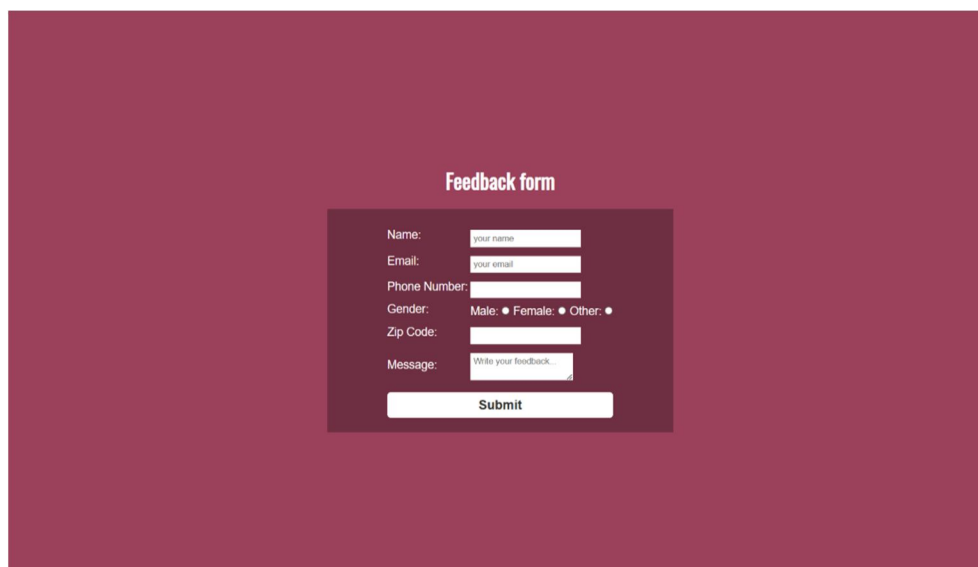 Feedback form
Name: your name
Email: your email
Phone Number:
Gender: Male: Female: Other:
Zip Code:
Message: Write your feedback...
Submit